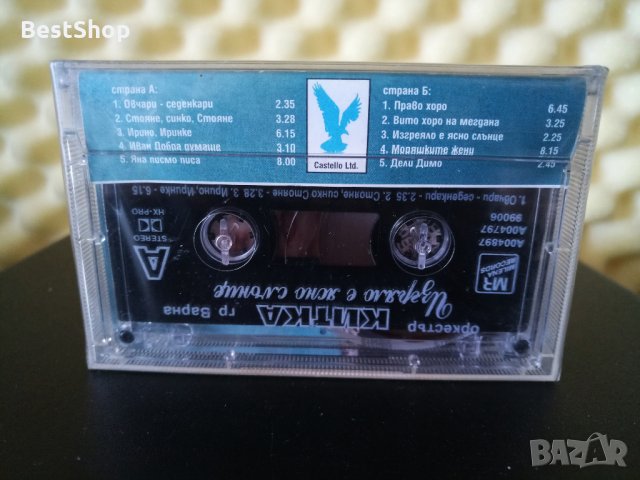 BestShop
страна А:
1. Овчари - седенкари 2.35
2. Стояне, синко, Стояне 3.28
3. Ирино, Иринке 6.15
4. Иван Добра думаше 3.10
5. Яна писмо писа 8.00
Castello Ltd.
страна Б:
1. Право хоро 6.45
2. Вито хоро на мегдана 3.25
3. Изгреяло е ясно слънце 2.25
4. Модашките жени 8.15
5. Дели Димо 2.45
1. Овчари - седенкари - 2.35 2. Стояне, синко Стояне - 3.28 3. Ирино, Иринке - 6.15
99006
A004797
A004897
HX-PRO
STEREO
A
MR
MILENA
RECORDS
Изгряло е ясно слънце
оркестър КИТКА гр Варна
BAZAR